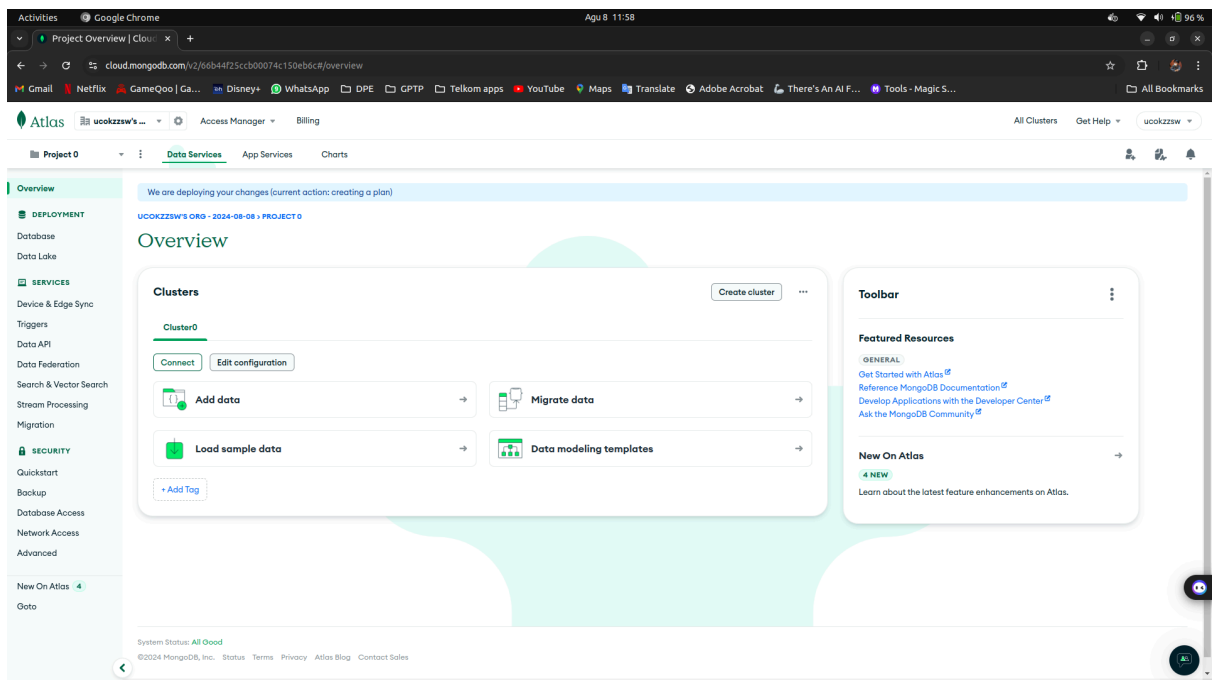 Activities Google Chrome Agu 8 11:58 96 %
Project Overview | Cloud
cloud.mongodb.com/v2/66b44f25ccb00074c150eb6c#/overview
Gmail Netflix GameQoo | Ga... Disney+ WhatsApp DPE GPTP Telkom apps YouTube Maps Translate Adobe Acrobat There's An AI F... Tools - Magic S... All Bookmarks
Atlas ucokzzsw's ... Access Manager Billing All Clusters Get Help ucokzzsw
Project 0 Data Services App Services Charts
Overview
DEPLOYMENT
Database
Data Lake
SERVICES
Device & Edge Sync
Triggers
Data API
Data Federation
Search & Vector Search
Stream Processing
Migration
SECURITY
Quickstart
Backup
Database Access
Network Access
Advanced
New On Atlas 4
Goto
We are deploying your changes (current action: creating a plan)
UCOKZZSW'S ORG - 2024-08-08 > PROJECT 0
Overview
Clusters Create cluster ...
Cluster0
Connect Edit configuration
Add data → Migrate data →
Load sample data → Data modeling templates →
+ Add Tag
Toolbar
Featured Resources
GENERAL
Get Started with Atlas
Reference MongoDB Documentation
Develop Applications with the Developer Center
Ask the MongoDB Community
New On Atlas →
4 NEW
Learn about the latest feature enhancements on Atlas.
System Status: All Good
©2024 MongoDB, Inc. Status Terms Privacy Atlas Blog Contact Sales